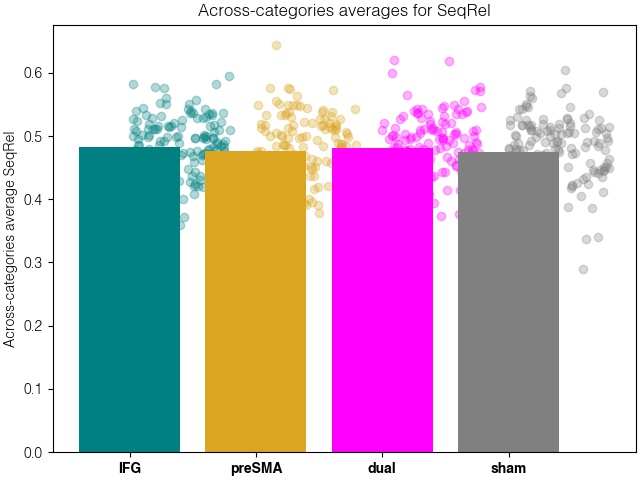 Across-categories averages for SeqRel
Across-categories average SeqRel
0.6
0.5
0.4
0.3
0.2
0.1
0.0
IFG
preSMA
dual
sham